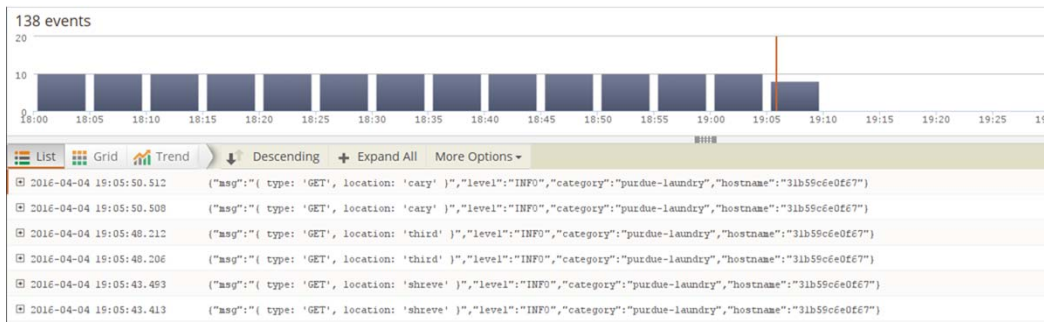 138 events
20
10
0
18:00 18:05 18:10 18:15 18:20 18:25 18:30 18:35 18:40 18:45 18:50 18:55 19:00 19:05 19:10 19:15 19:20 19:25 19
List Grid Trend Descending Expand All More Options
2016-04-04 19:05:50.512 {"msg":"{ type: 'GET', location: 'cary' }","level":"INFO","category":"purdue-laundry","hostname":"31b59c6e0f67"}
2016-04-04 19:05:50.508 {"msg":"{ type: 'GET', location: 'cary' }","level":"INFO","category":"purdue-laundry","hostname":"31b59c6e0f67"}
2016-04-04 19:05:48.212 {"msg":"{ type: 'GET', location: 'third' }","level":"INFO","category":"purdue-laundry","hostname":"31b59c6e0f67"}
2016-04-04 19:05:48.206 {"msg":"{ type: 'GET', location: 'third' }","level":"INFO","category":"purdue-laundry","hostname":"31b59c6e0f67"}
2016-04-04 19:05:43.493 {"msg":"{ type: 'GET', location: 'shreve' }","level":"INFO","category":"purdue-laundry","hostname":"31b59c6e0f67"}
2016-04-04 19:05:43.413 {"msg":"{ type: 'GET', location: 'shreve' }","level":"INFO","category":"purdue-laundry","hostname":"31b59c6e0f67"}